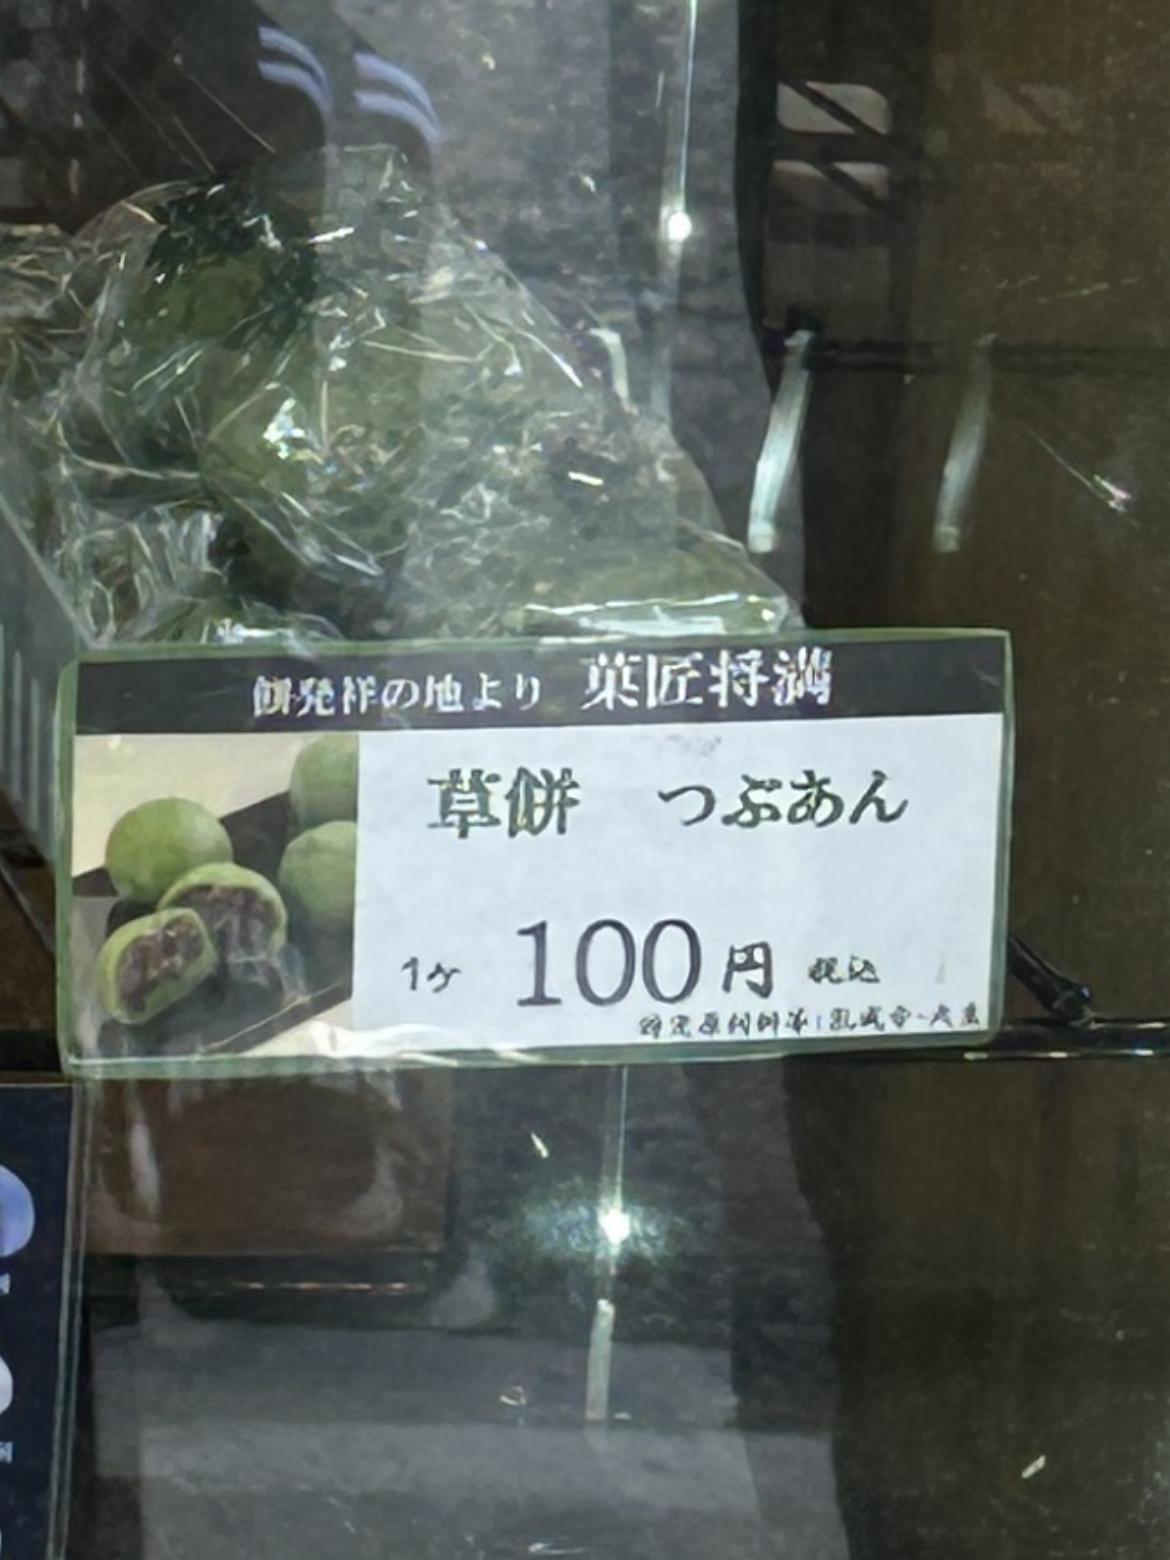 餅発祥の地より 菓匠将満
草餅 つぶあん
1ケ 100円 税込